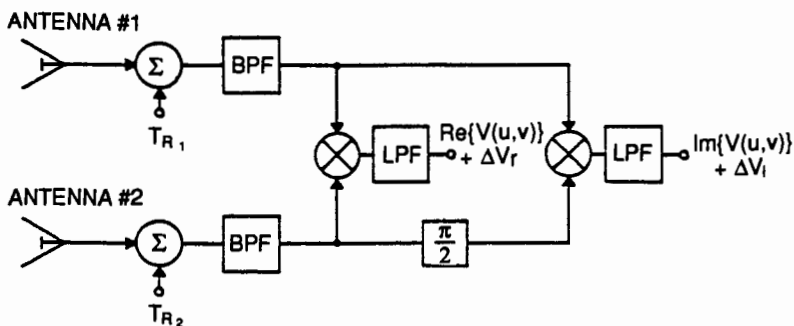 ANTENNA #1
Σ
BPF
T_R1
LPF
Re{V(u,v)}
+ ΔV_r
LPF
Im{V(u,v)}
+ ΔV_i
ANTENNA #2
Σ
BPF
π
2
T_R2